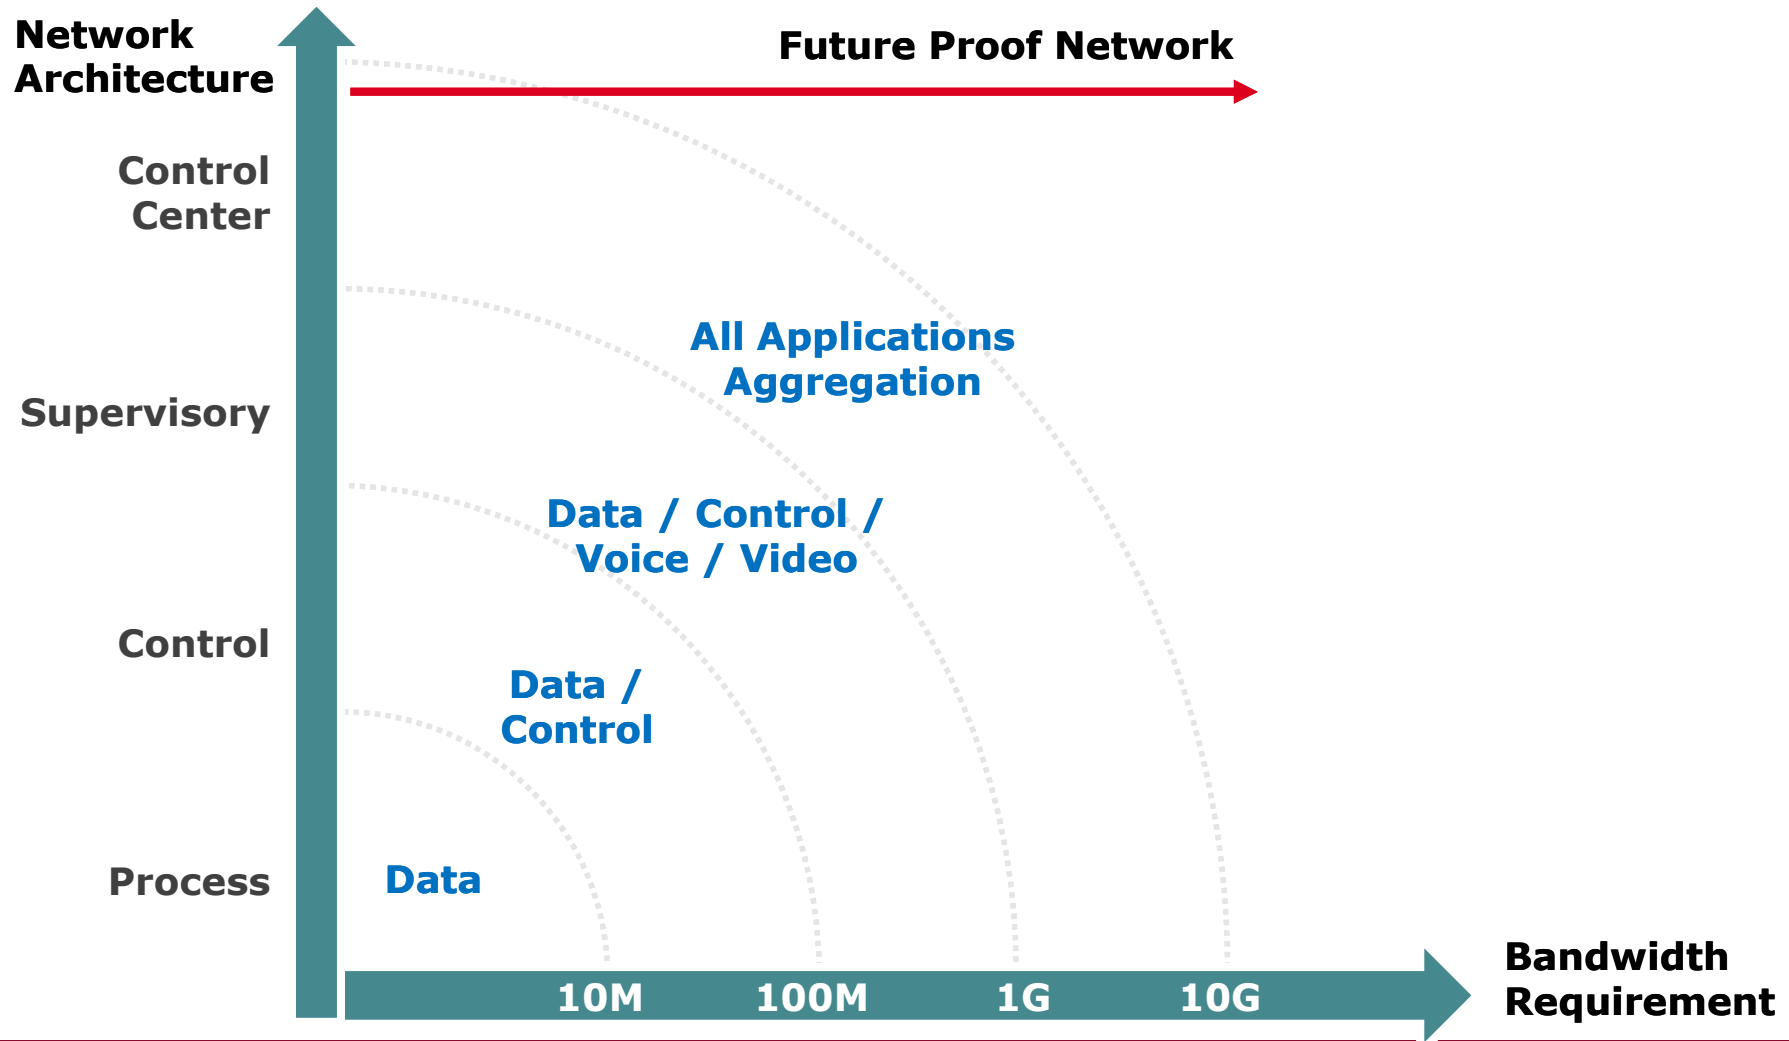 Network
Architecture
Future Proof Network
Control
Center
All Applications
Aggregation
Supervisory
Data / Control /
Voice / Video
Control
Data /
Control
Process
Data
10M
100M
1G
10G
Bandwidth
Requirement